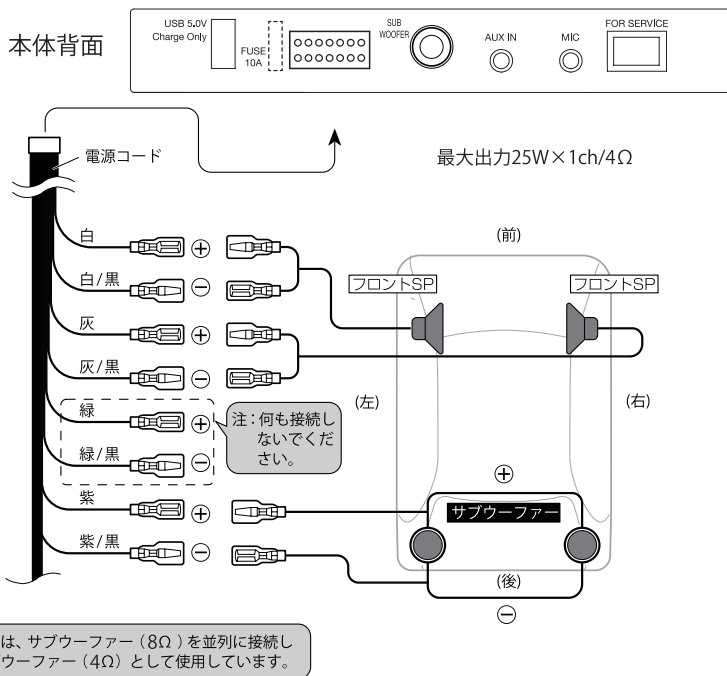 本体背面
USB 5.0V
Charge Only
FUSE
10A
SUB
WOOFER
AUX IN
MIC
FOR SERVICE
電源コード
最大出力25W×1ch/4Ω
白
⊕
白/黒
⊖
灰
⊕
灰/黒
⊖
緑
⊕
緑/黒
⊖
注:何も接続し
ないでくだ
さい。
紫
⊕
紫/黒
⊖
(前)
フロントSP
フロントSP
(左)
(右)
⊕
サブウーファー
(後)
⊖
は、サブウーファー(8Ω)を並列に接続し
ウーファー(4Ω)として使用しています。